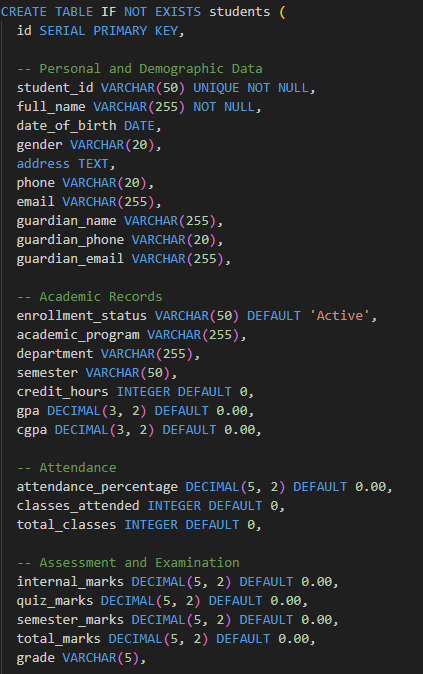 CREATE TABLE IF NOT EXISTS students (
id SERIAL PRIMARY KEY,
-- Personal and Demographic Data
student_id VARCHAR(50) UNIQUE NOT NULL,
full_name VARCHAR(255) NOT NULL,
date_of_birth DATE,
gender VARCHAR(20),
address TEXT,
phone VARCHAR(20),
email VARCHAR(255),
guardian_name VARCHAR(255),
guardian_phone VARCHAR(20),
guardian_email VARCHAR(255),
-- Academic Records
enrollment_status VARCHAR(50) DEFAULT 'Active',
academic_program VARCHAR(255),
department VARCHAR(255),
semester VARCHAR(50),
credit_hours INTEGER DEFAULT 0,
gpa DECIMAL(3, 2) DEFAULT 0.00,
cgpa DECIMAL(3, 2) DEFAULT 0.00,
-- Attendance
attendance_percentage DECIMAL(5, 2) DEFAULT 0.00,
classes_attended INTEGER DEFAULT 0,
total_classes INTEGER DEFAULT 0,
-- Assessment and Examination
internal_marks DECIMAL(5, 2) DEFAULT 0.00,
quiz_marks DECIMAL(5, 2) DEFAULT 0.00,
semester_marks DECIMAL(5, 2) DEFAULT 0.00,
total_marks DECIMAL(5, 2) DEFAULT 0.00,
grade VARCHAR(5),